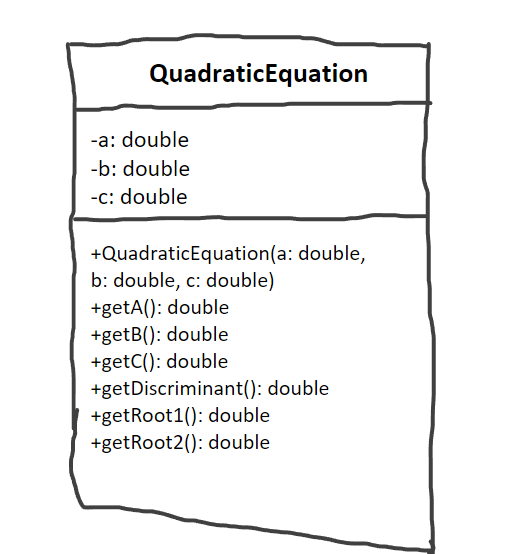 QuadraticEquation
-a: double
-b: double
-c: double
+QuadraticEquation(a: double,
b: double, c: double)
+getA(): double
+getB(): double
+getC(): double
+getDiscriminant(): double
+getRoot1(): double
+getRoot2(): double